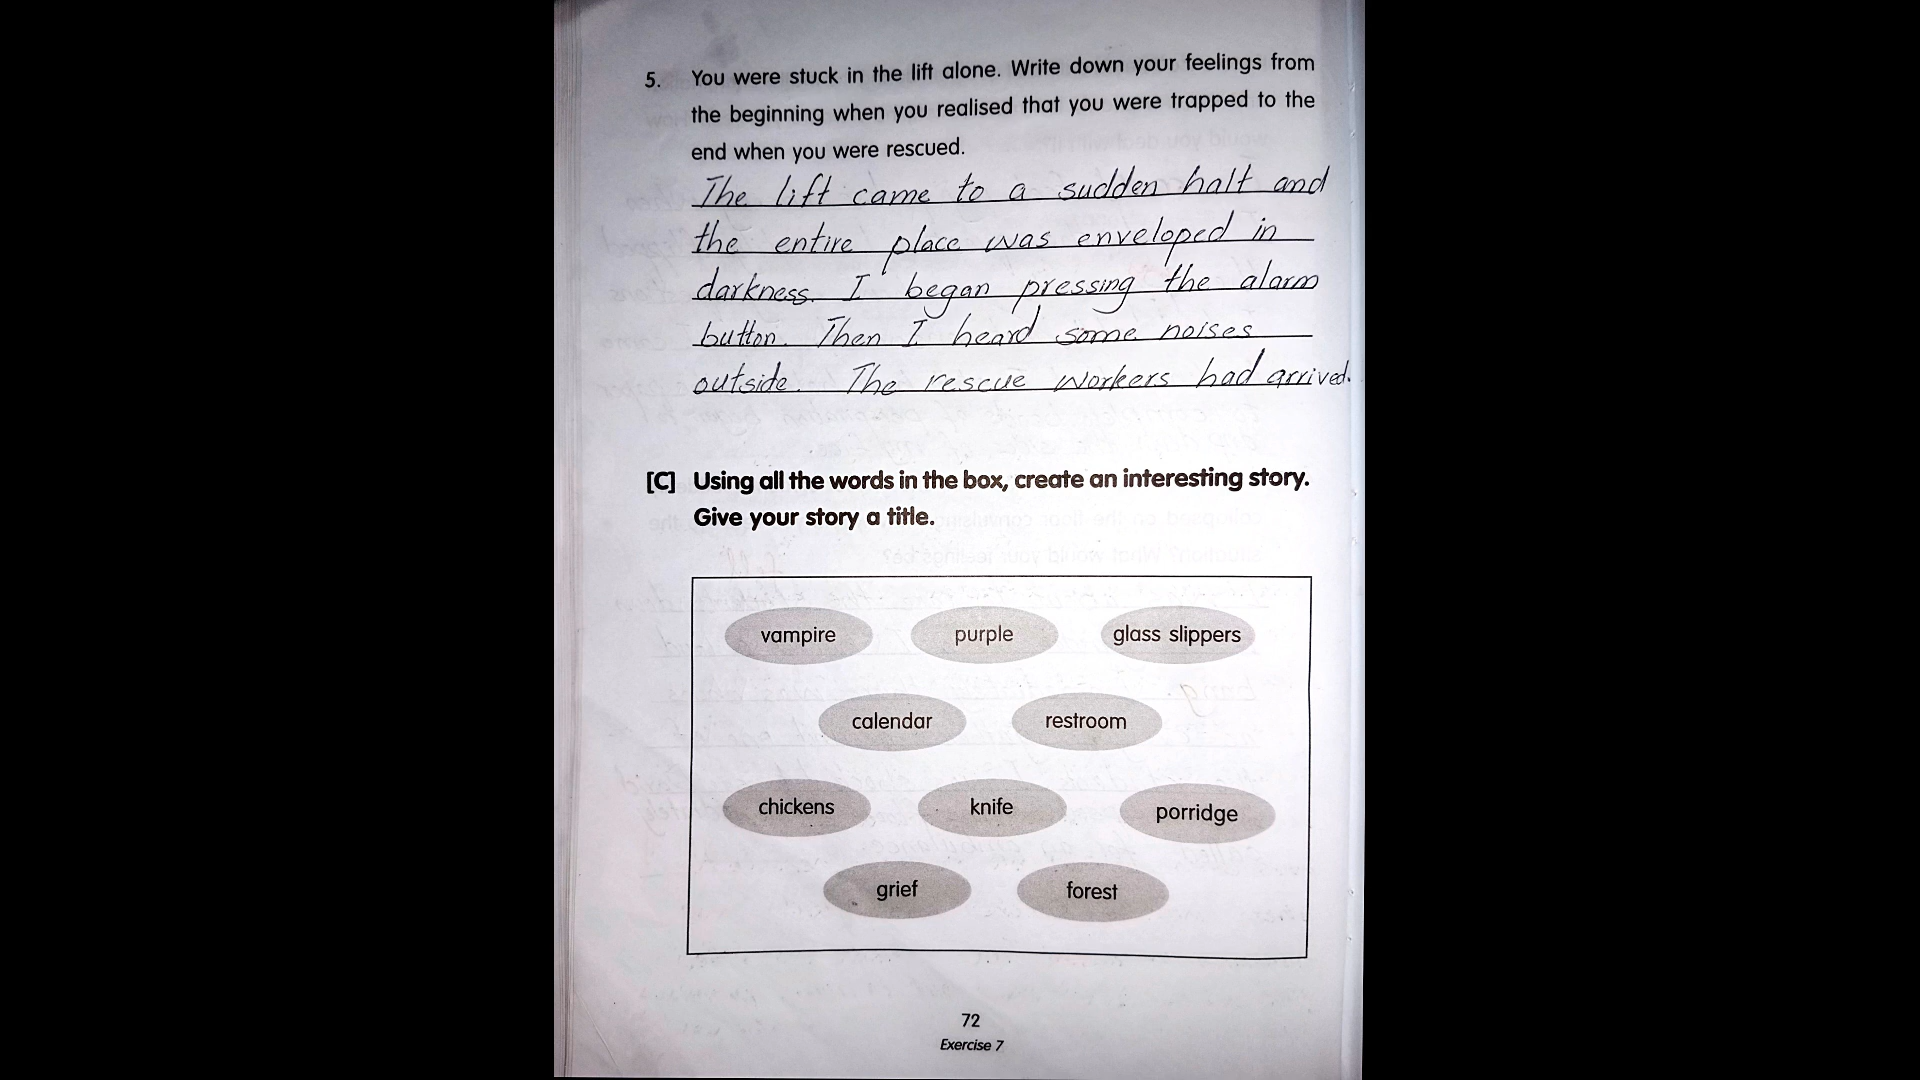 5. You were stuck in the lift alone. Write down your feelings from
the beginning when you realised that you were trapped to the
end when you were rescued.
The lift came to a sudden halt and
the entire place was enveloped in
darkness. I began pressing the alarm
button. Then I heard some noises
outside. The rescue workers had arrived.
[C] Using all the words in the box, create an interesting story.
Give your story a title.
vampire purple glass slippers
calendar restroom
chickens knife porridge
grief forest
72
Exercise 7